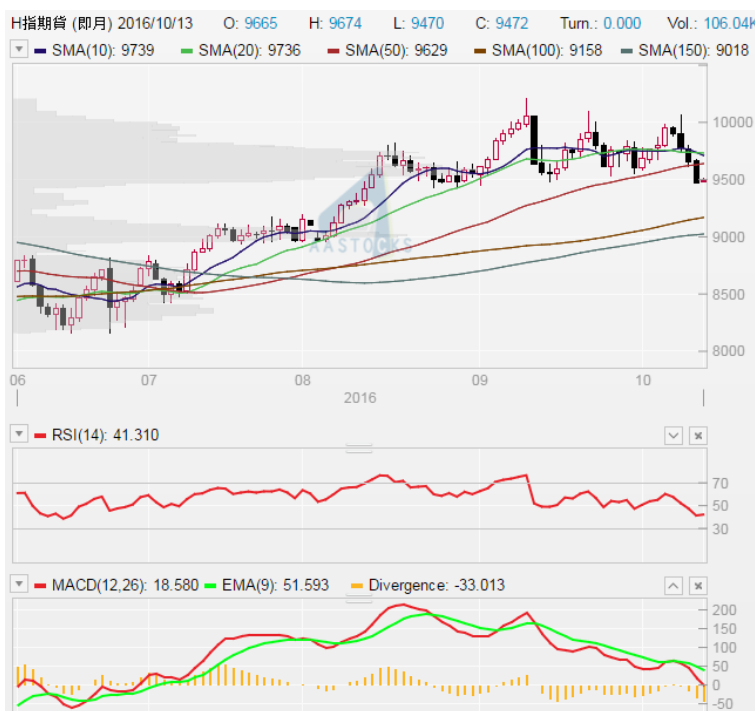 H指期貨 (即月) 2016/10/13 O: 9665 H: 9674 L: 9470 C: 9472 Turn.: 0.000 Vol.: 106.04K
SMA(10): 9739 SMA(20): 9736 SMA(50): 9629 SMA(100): 9158 SMA(150): 9018
10000
9500
9000
AASTOCKS
8500
8000
06 07 08 09 10
2016
RSI(14): 41.310
70
50
30
MACD(12,26): 18.580 EMA(9): 51.593 Divergence: -33.013
200
150
100
50
0
-50